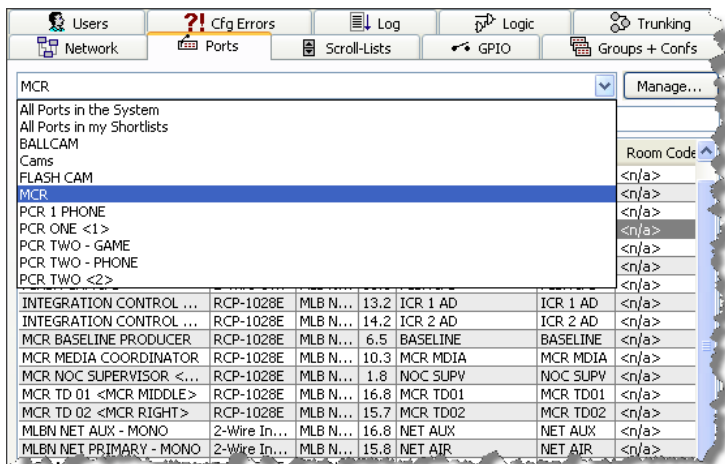 Users ?! Cfg Errors Log Logic Trunking
Network Ports Scroll-Lists GPIO Groups + Confs
MCR Manage...
All Ports in the System
All Ports in my Shortlists
BALLCAM
Cams
FLASH CAM
MCR
PCR 1 PHONE
PCR ONE <1>
PCR TWO - GAME
PCR TWO - PHONE
PCR TWO <2>
Room Code
<n/a>
<n/a>
<n/a>
<n/a>
<n/a>
<n/a>
<n/a>
INTEGRATION CONTROL ... RCP-1028E MLB N... 13.2 ICR 1 AD ICR 1 AD <n/a>
INTEGRATION CONTROL ... RCP-1028E MLB N... 14.2 ICR 2 AD ICR 2 AD <n/a>
MCR BASELINE PRODUCER RCP-1028E MLB N... 6.5 BASELINE BASELINE <n/a>
MCR MEDIA COORDINATOR RCP-1028E MLB N... 10.3 MCR MDIA MCR MDIA <n/a>
MCR NOC SUPERVISOR <... RCP-1028E MLB N... 1.8 NOC SUPV NOC SUPV <n/a>
MCR TD 01 <MCR MIDDLE> RCP-1028E MLB N... 16.8 MCR TD01 MCR TD01 <n/a>
MCR TD 02 <MCR RIGHT> RCP-1028E MLB N... 15.7 MCR TD02 MCR TD02 <n/a>
MLBN NET AUX - MONO 2-Wire In... MLB N... 16.8 NET AUX NET AUX <n/a>
MLBN NET PRIMARY - MONO 2-Wire In... MLB N... 15.8 NET AIR NET AIR <n/a>